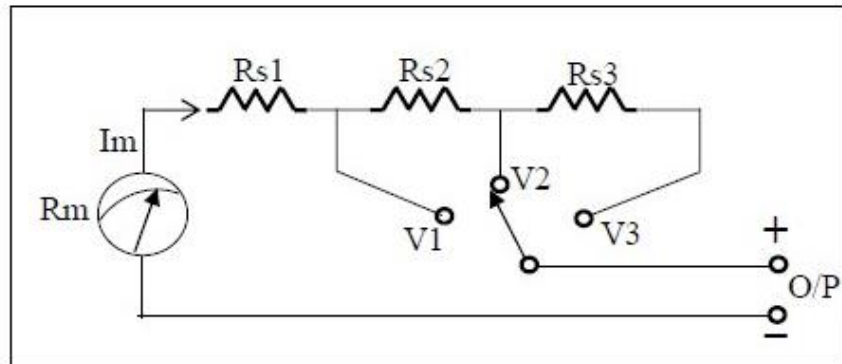 Rs1 Rs2 Rs3
Im
V2
Rm
V1 V3
+
O/P
−